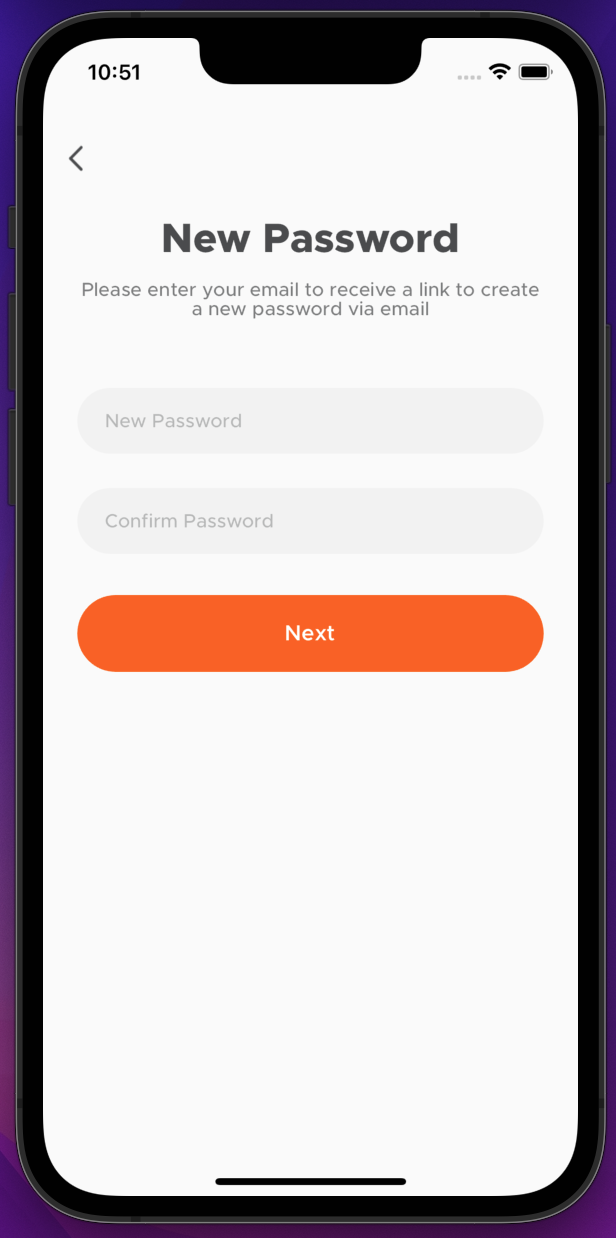 10:51
New Password
Please enter your email to receive a link to create
a new password via email
New Password
Confirm Password
Next